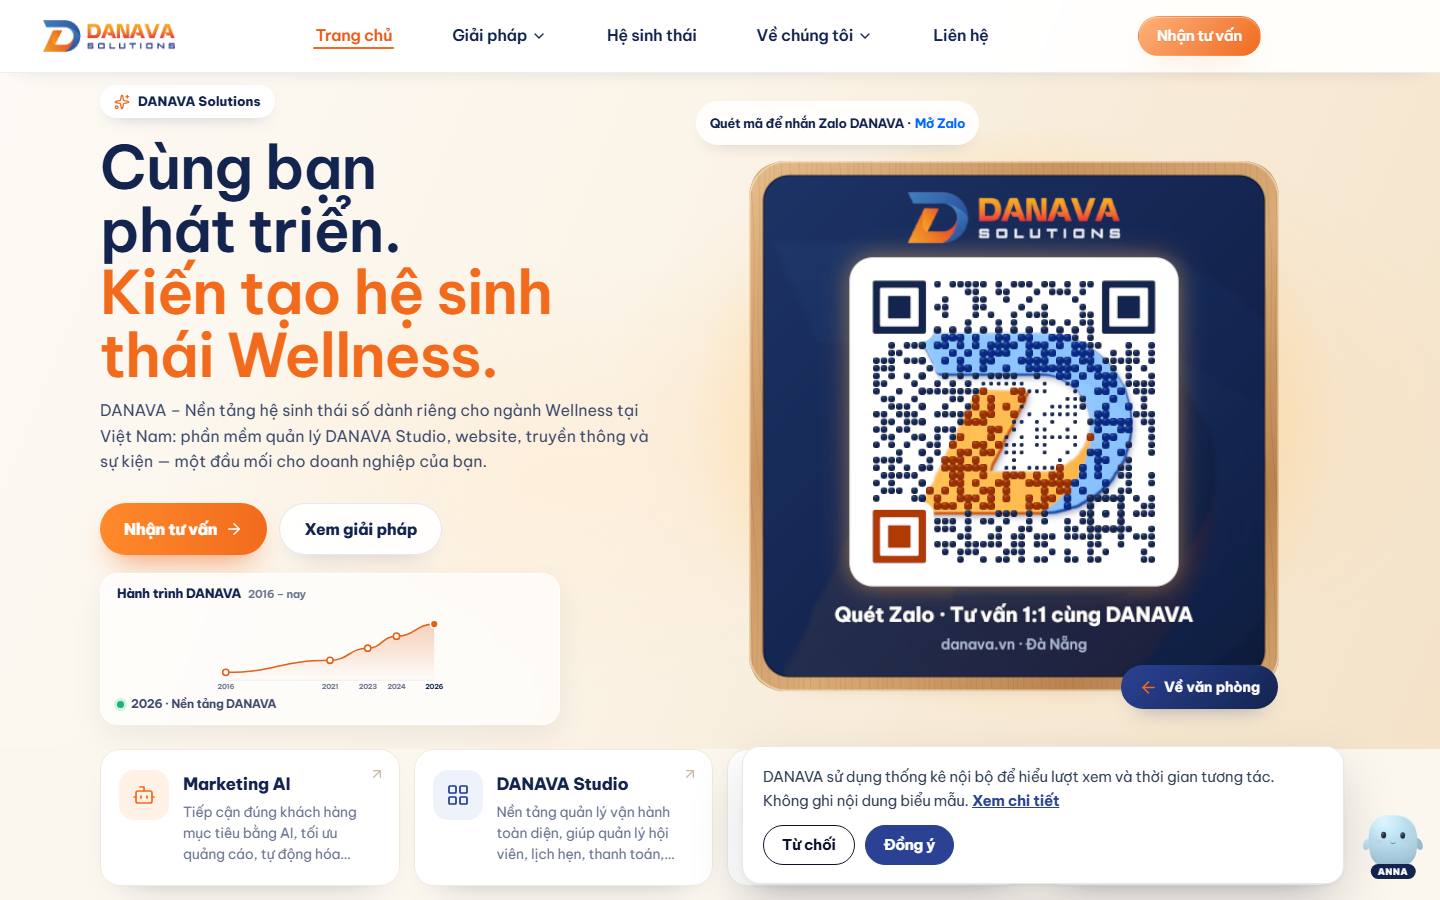 DANAVA
SOLUTIONS
Trang chủ
Giải pháp
Hệ sinh thái
Về chúng tôi
Liên hệ
Nhận tư vấn
DANAVA Solutions
Cùng bạn
phát triển.
Kiến tạo hệ sinh
thái Wellness.
DANAVA – Nền tảng hệ sinh thái số dành riêng cho ngành Wellness tại
Việt Nam: phần mềm quản lý DANAVA Studio, website, truyền thông và
sự kiện — một đầu mối cho doanh nghiệp của bạn.
Nhận tư vấn
Xem giải pháp
Hành trình DANAVA 2016 – nay
2016 2021 2023 2024 2026
2026 · Nền tảng DANAVA
Quét mã để nhắn Zalo DANAVA · Mở Zalo
DANAVA
SOLUTIONS
Quét Zalo · Tư vấn 1:1 cùng DANAVA
danava.vn · Đà Nẵng
Về văn phòng
Marketing AI
Tiếp cận đúng khách hàng
mục tiêu bằng AI, tối ưu
quảng cáo, tự động hóa...
DANAVA Studio
Nền tảng quản lý vận hành
toàn diện, giúp quản lý hội
viên, lịch hẹn, thanh toán,...
DANAVA sử dụng thống kê nội bộ để hiểu lượt xem và thời gian tương tác.
Không ghi nội dung biểu mẫu. Xem chi tiết
Từ chối
Đồng ý
ANNA